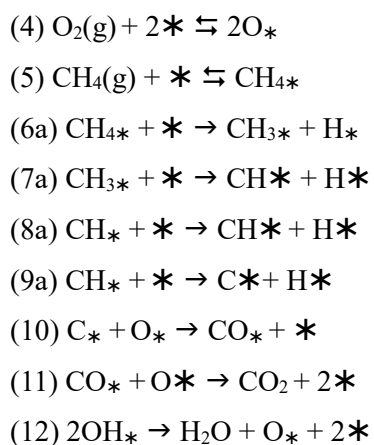 (4) O₂(g) + 2* ⇆ 2O*
(5) CH₄(g) + * ⇆ CH₄*
(6a) CH₄* + * → CH₃* + H*
(7a) CH₃* + * → CH* + H*
(8a) CH* + * → CH* + H*
(9a) CH* + * → C* + H*
(10) C* + O* → CO* + *
(11) CO* + O* → CO₂ + 2*
(12) 2OH* → H₂O + O* + 2*